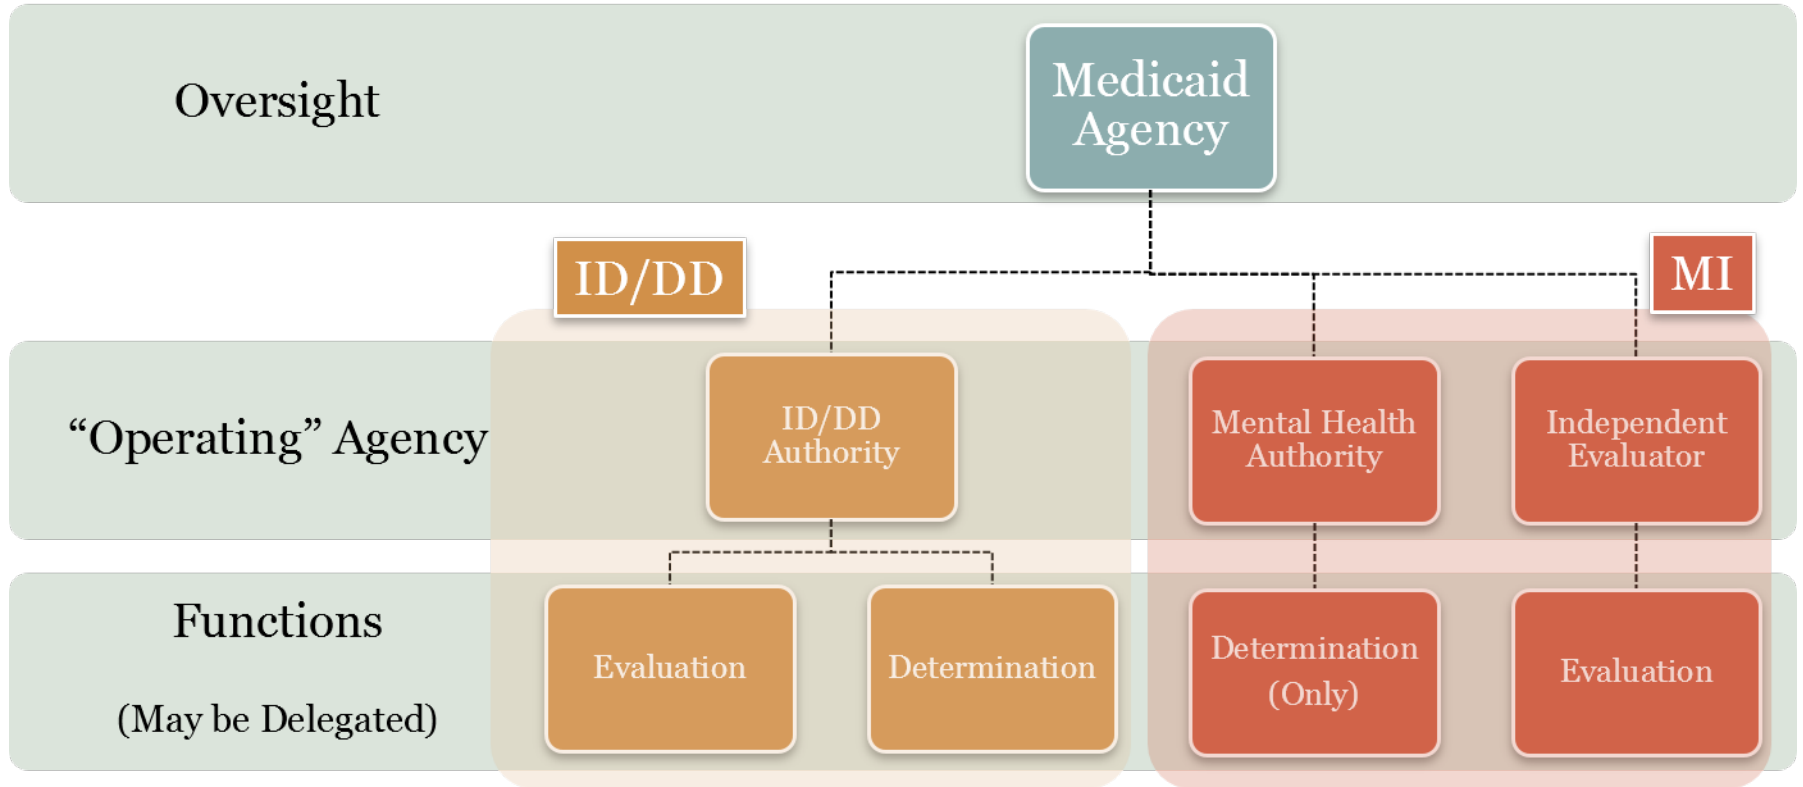 Oversight
Medicaid
Agency
ID/DD
MI
“Operating” Agency
ID/DD
Authority
Mental Health
Authority
Independent
Evaluator
Functions
(May be Delegated)
Evaluation
Determination
Determination
(Only)
Evaluation